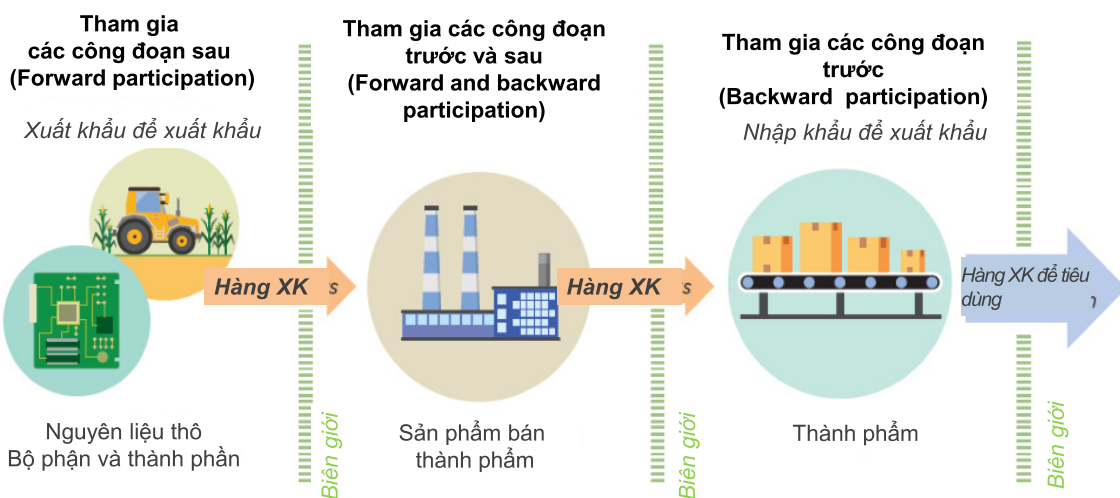 Tham gia
các công đoạn sau
(Forward participation)
Xuất khẩu để xuất khẩu
Hàng XK
Nguyên liệu thô
Bộ phận và thành phần
Biên giới
Tham gia các công đoạn
trước và sau
(Forward and backward
participation)
Hàng XK
Sản phẩm bán
thành phẩm
Biên giới
Tham gia các công đoạn
trước
(Backward participation)
Nhập khẩu để xuất khẩu
Hàng XK để tiêu
dùng
Thành phẩm
Biên giới